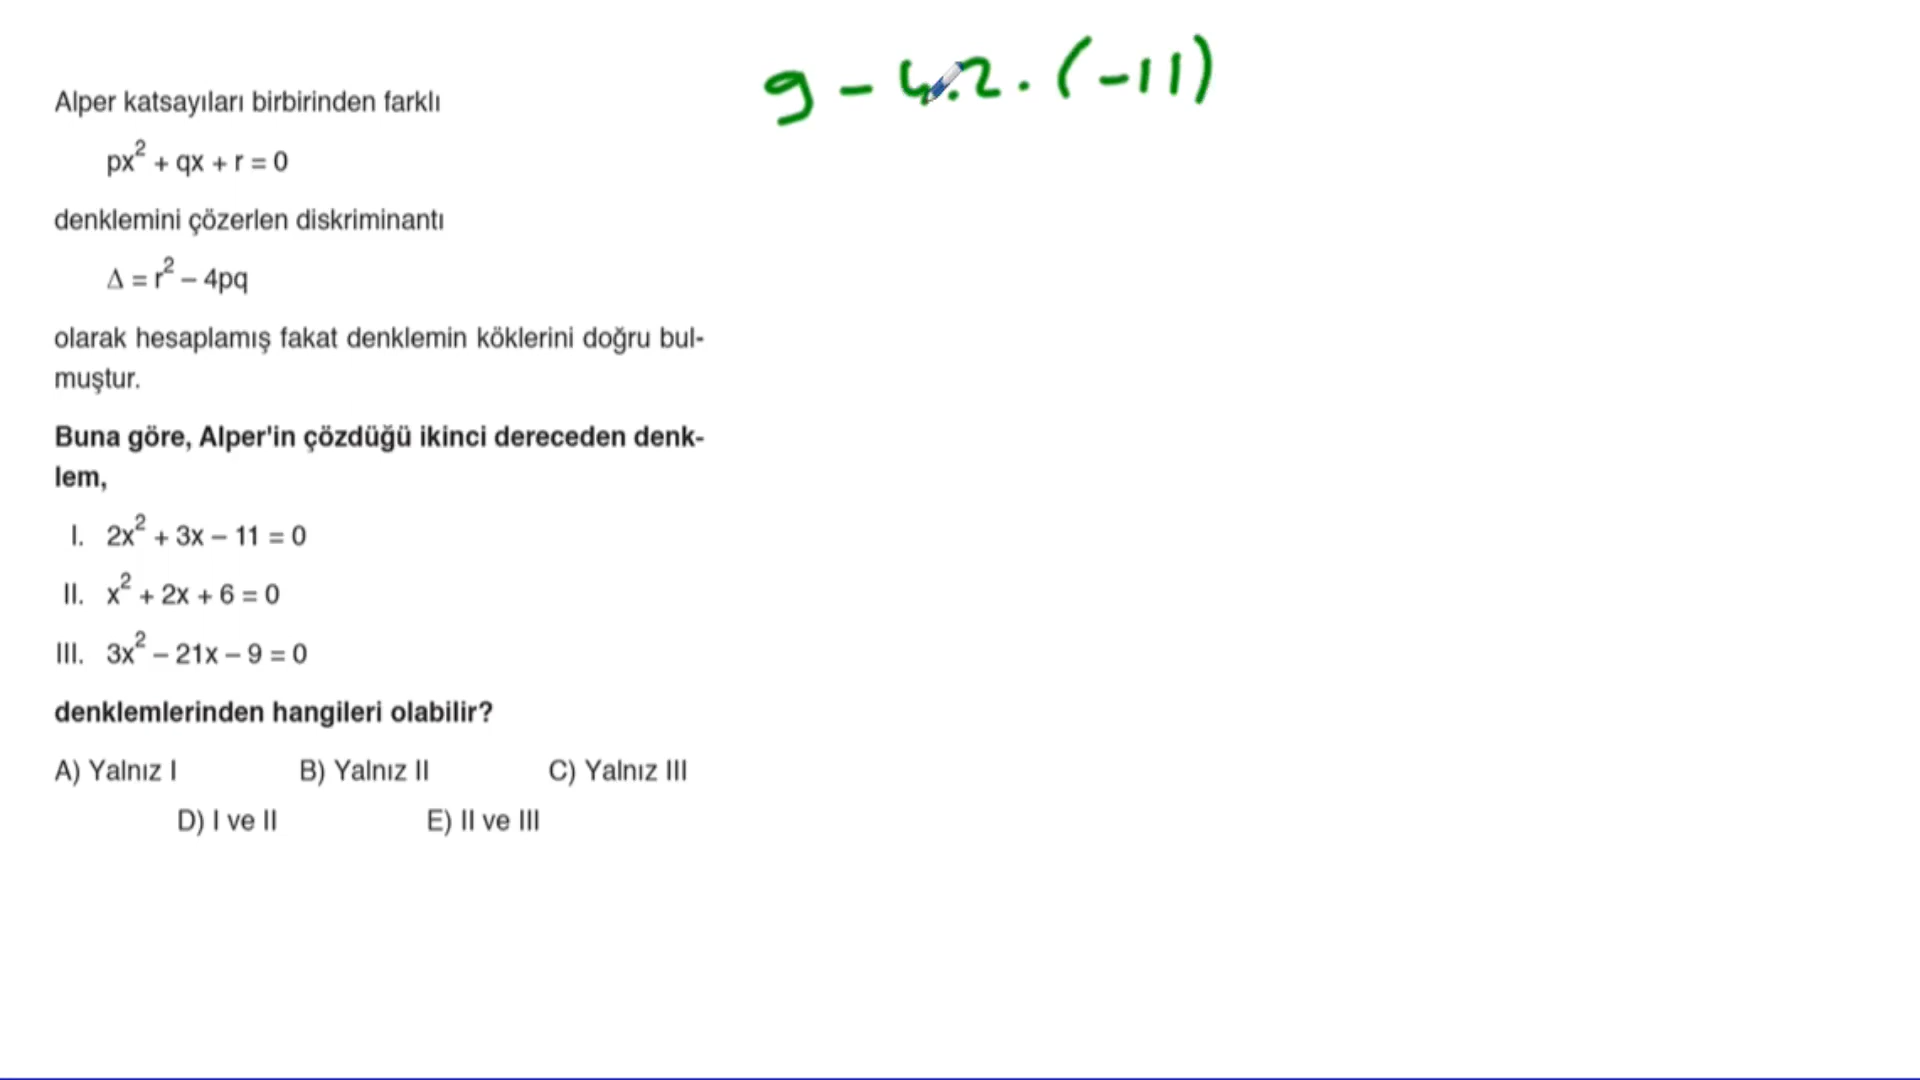 9 - 4.2.(-11)
Alper katsayıları birbirinden farklı
px² + qx + r = 0
denklemini çözerlen diskriminantı
Δ = r² – 4pq
olarak hesaplamış fakat denklemin köklerini doğru bul-
muştur.
Buna göre, Alper'in çözdüğü ikinci dereceden denk-
lem,
I. 2x² + 3x – 11 = 0
II. x² + 2x + 6 = 0
III. 3x² – 21x – 9 = 0
denklemlerinden hangileri olabilir?
A) Yalnız I B) Yalnız II C) Yalnız III
D) I ve II E) II ve III